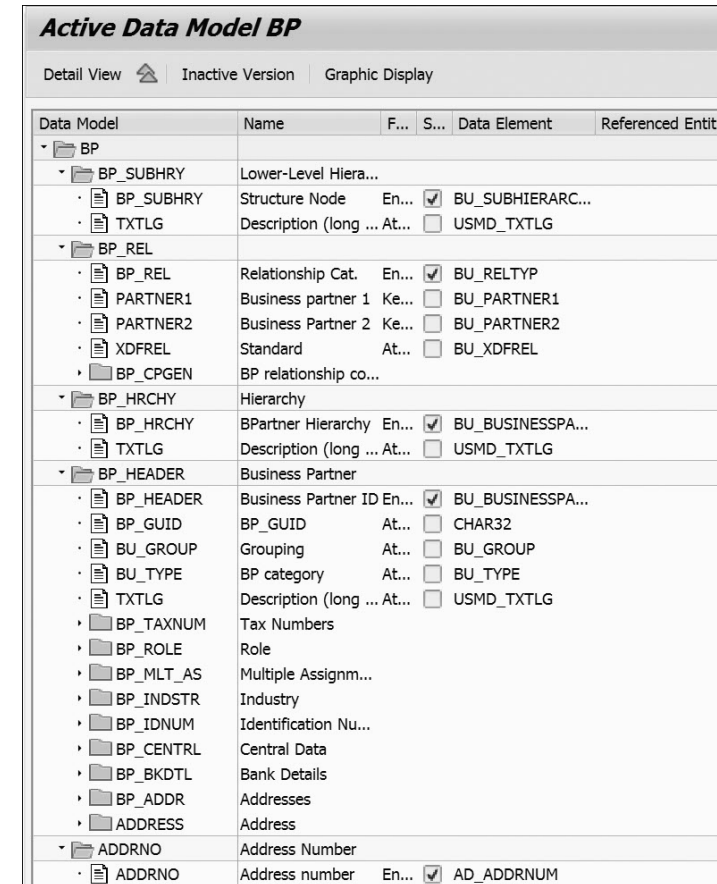 Active Data Model BP
Detail View Inactive Version Graphic Display
Data Model Name F... S... Data Element Referenced Entit
BP
BP_SUBHRY Lower-Level Hiera...
BP_SUBHRY Structure Node En... BU_SUBHIERARC...
TXTLG Description (long ... At... USMD_TXTLG
BP_REL
BP_REL Relationship Cat. En... BU_RELTYP
PARTNER1 Business partner 1 Ke... BU_PARTNER1
PARTNER2 Business Partner 2 Ke... BU_PARTNER2
XDFREL Standard At... BU_XDFREL
BP_CPGEN BP relationship co...
BP_HRCHY Hierarchy
BP_HRCHY BPartner Hierarchy En... BU_BUSINESSPA...
TXTLG Description (long ... At... USMD_TXTLG
BP_HEADER Business Partner
BP_HEADER Business Partner ID En... BU_BUSINESSPA...
BP_GUID BP_GUID At... CHAR32
BU_GROUP Grouping At... BU_GROUP
BU_TYPE BP category At... BU_TYPE
TXTLG Description (long ... At... USMD_TXTLG
BP_TAXNUM Tax Numbers
BP_ROLE Role
BP_MLT_AS Multiple Assignm...
BP_INDSTR Industry
BP_IDNUM Identification Nu...
BP_CENTRL Central Data
BP_BKDTL Bank Details
BP_ADDR Addresses
ADDRESS Address
ADDRNO Address Number
ADDRNO Address number En... AD_ADDRNUM